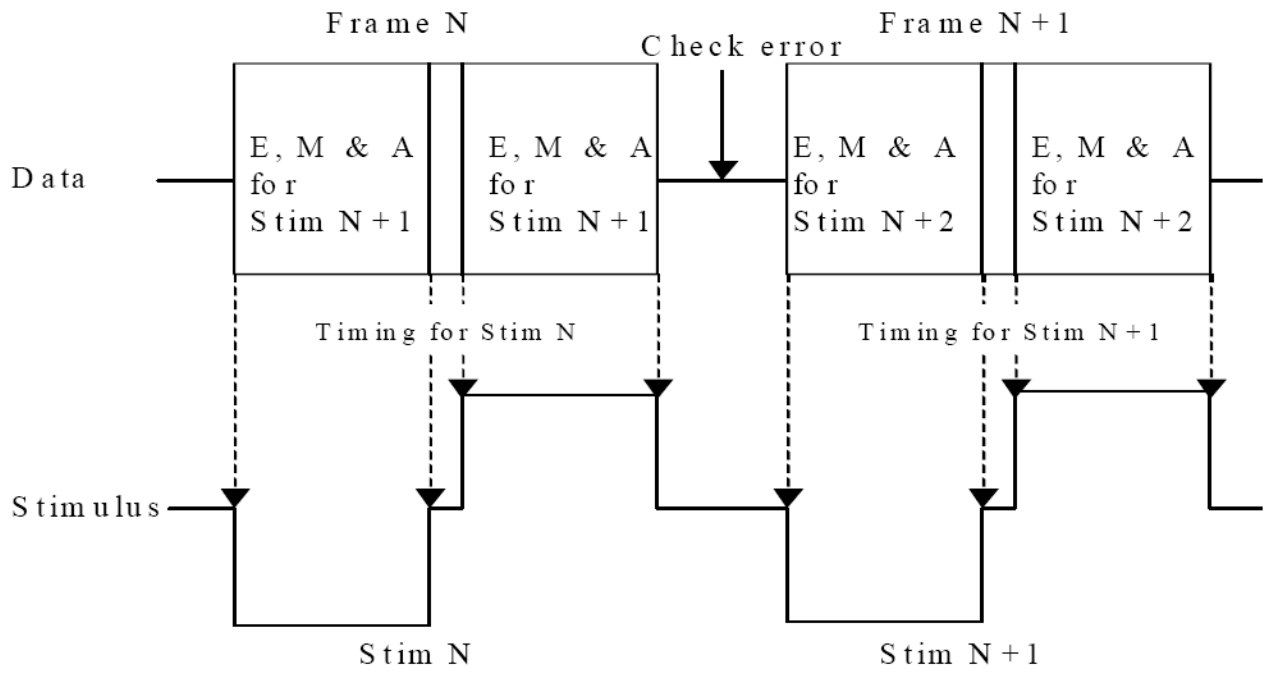 Frame N
Frame N+1
Check error
E, M & A
for
Stim N+1
E, M & A
for
Stim N+1
E, M & A
for
Stim N+2
E, M & A
for
Stim N+2
Data
Timing for Stim N
Timing for Stim N+1
Stimulus
Stim N
Stim N+1